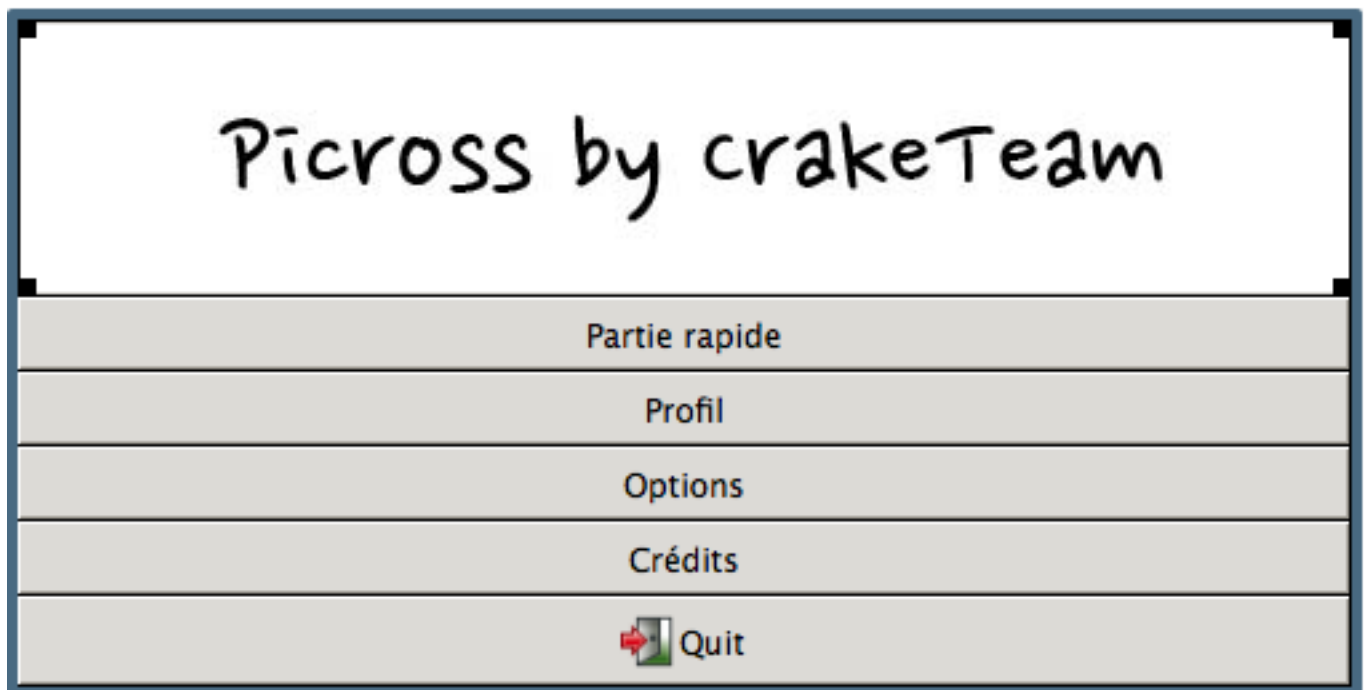 Picross by CrakeTeam
Partie rapide
Profil
Options
Crédits
Quit